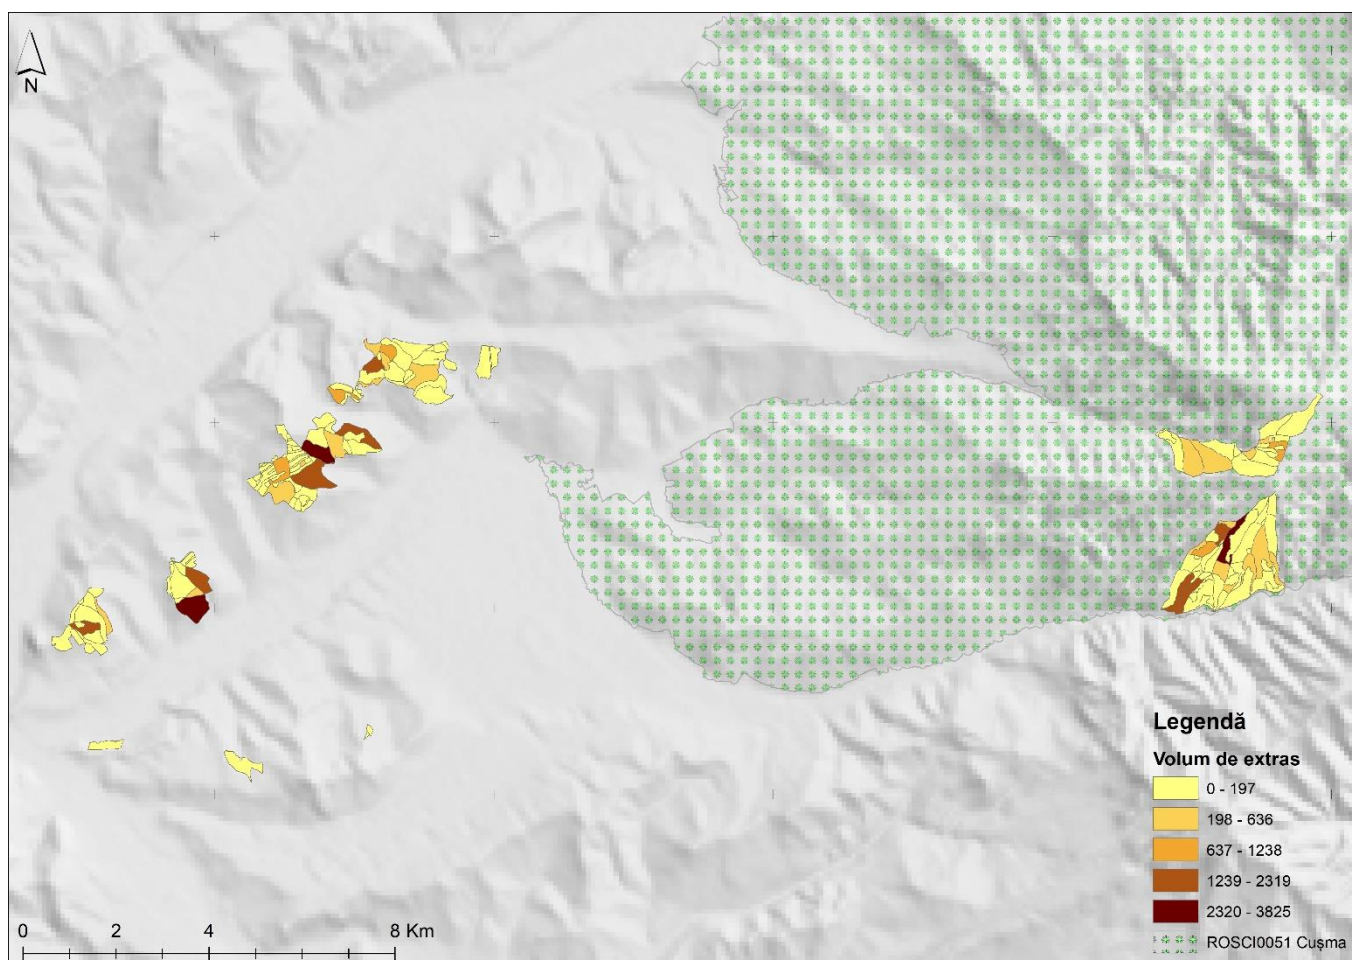 N
Legendă
Volum de extras
0 - 197
198 - 636
637 - 1238
1239 - 2319
2320 - 3825
ROSCI0051 Cușma
0 2 4 8 Km